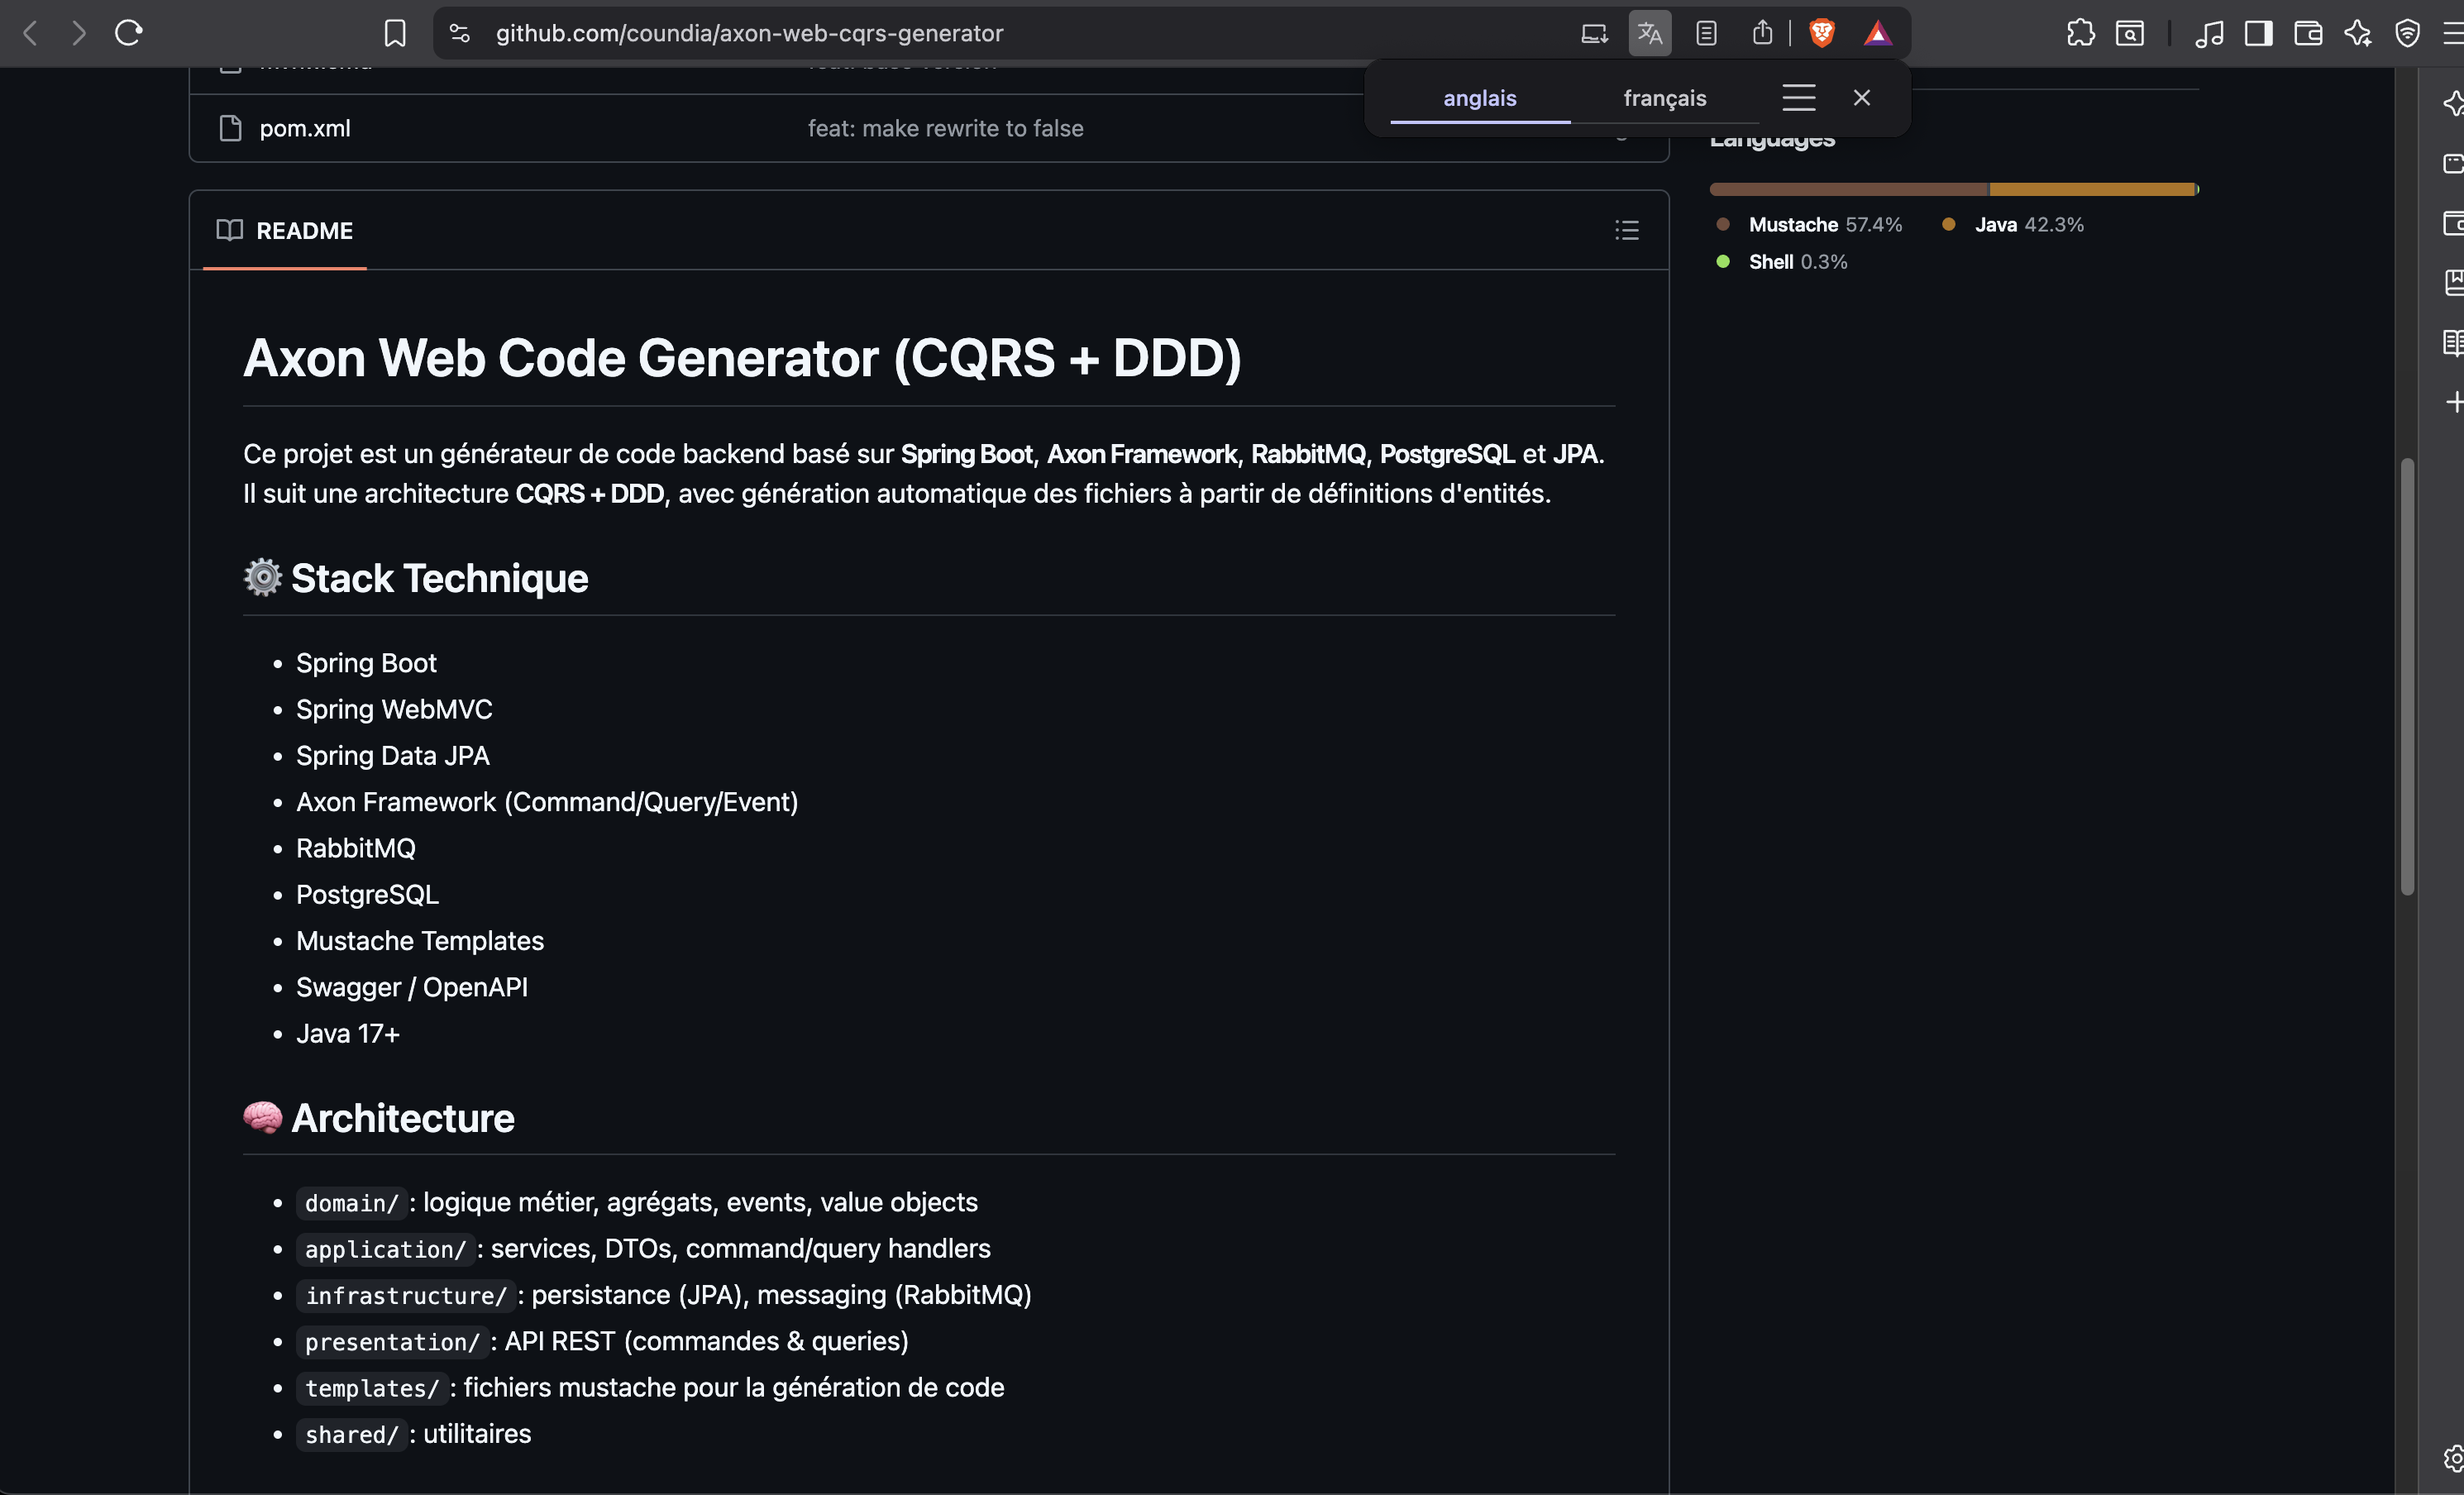 github.com/coundia/axon-web-cqrs-generator
anglais
français
pom.xml
feat: make rewrite to false
Languages
Mustache 57.4%
Java 42.3%
Shell 0.3%
README
Axon Web Code Generator (CQRS + DDD)
Ce projet est un générateur de code backend basé sur Spring Boot, Axon Framework, RabbitMQ, PostgreSQL et JPA.
Il suit une architecture CQRS + DDD, avec génération automatique des fichiers à partir de définitions d'entités.
⚙️ Stack Technique
• Spring Boot
• Spring WebMVC
• Spring Data JPA
• Axon Framework (Command/Query/Event)
• RabbitMQ
• PostgreSQL
• Mustache Templates
• Swagger / OpenAPI
• Java 17+
🧠 Architecture
• domain/ : logique métier, agrégats, events, value objects
• application/ : services, DTOs, command/query handlers
• infrastructure/ : persistance (JPA), messaging (RabbitMQ)
• presentation/ : API REST (commandes & queries)
• templates/ : fichiers mustache pour la génération de code
• shared/ : utilitaires